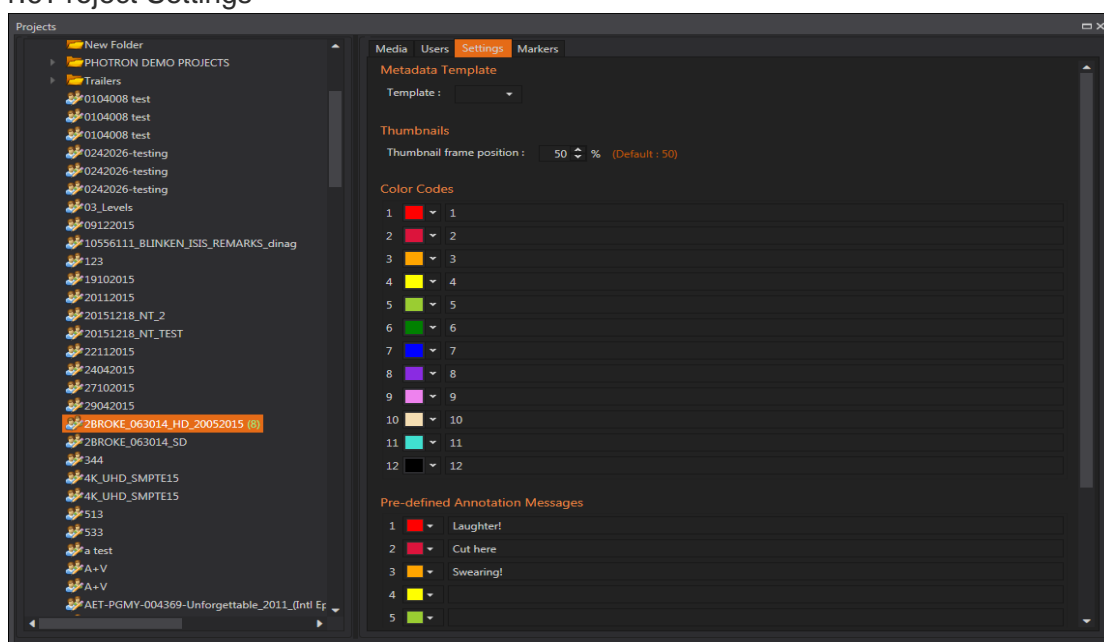 Projects
New Folder
PHOTRON DEMO PROJECTS
Trailers
0104008 test
0104008 test
0104008 test
0242026-testing
0242026-testing
0242026-testing
03_Levels
09122015
10556111_BLINKEN_ISIS_REMARKS_dinag
123
19102015
20112015
20151218_NT_2
20151218_NT_TEST
22112015
24042015
27102015
29042015
2BROKE_063014_HD_20052015 (8)
2BROKE_063014_SD
344
4K_UHD_SMPTE15
4K_UHD_SMPTE15
513
533
a test
A+V
A+V
AET-PGMY-004369-Unforgettable_2011_(Intl Ep
Media Users Settings Markers
Metadata Template
Template :
Thumbnails
Thumbnail frame position : 50 % (Default : 50)
Color Codes
1 1
2 2
3 3
4 4
5 5
6 6
7 7
8 8
9 9
10 10
11 11
12 12
Pre-defined Annotation Messages
1 Laughter!
2 Cut here
3 Swearing!
4
5